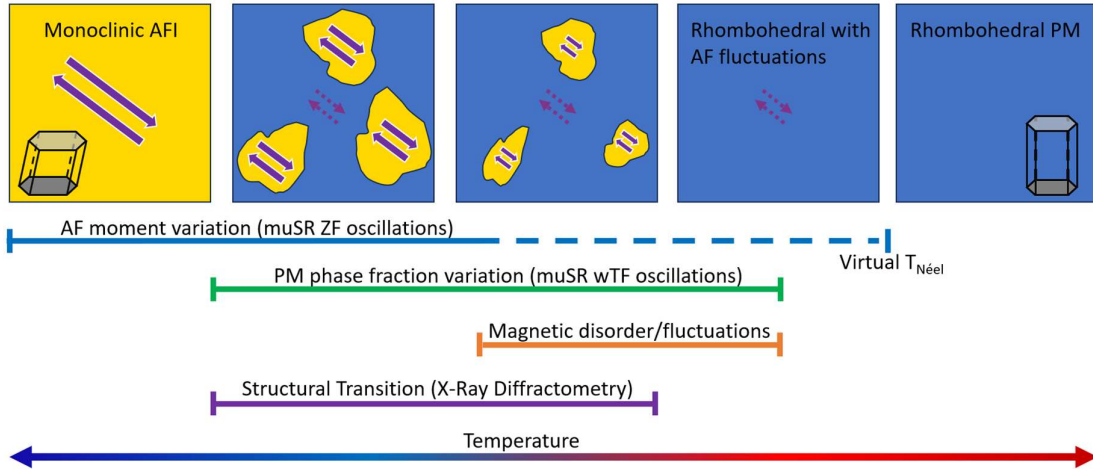 Monoclinic AFI
Rhombohedral with
AF fluctuations
Rhombohedral PM
AF moment variation (muSR ZF oscillations)
Virtual T_Néel
PM phase fraction variation (muSR wTF oscillations)
Magnetic disorder/fluctuations
Structural Transition (X-Ray Diffractometry)
Temperature